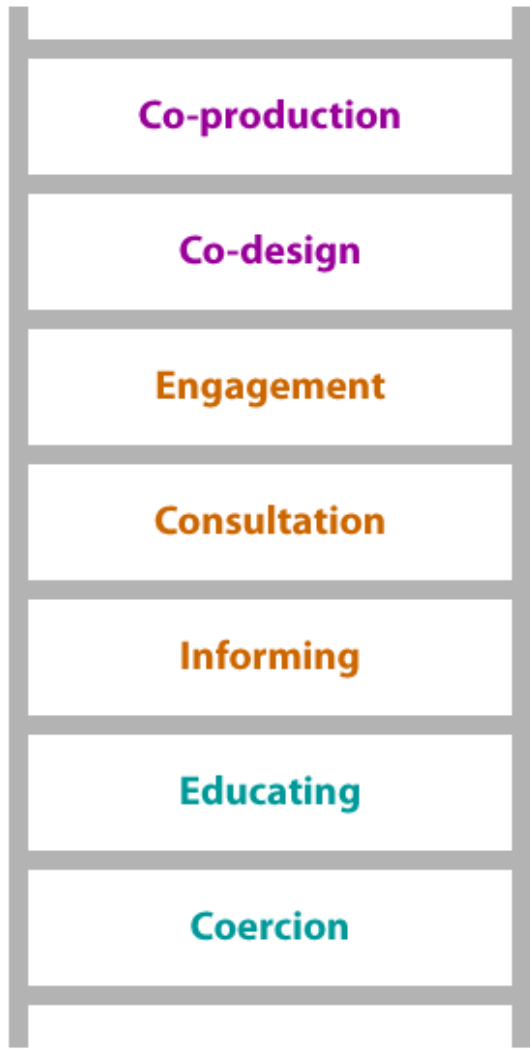 Co-production
Co-design
Engagement
Consultation
Informing
Educating
Coercion